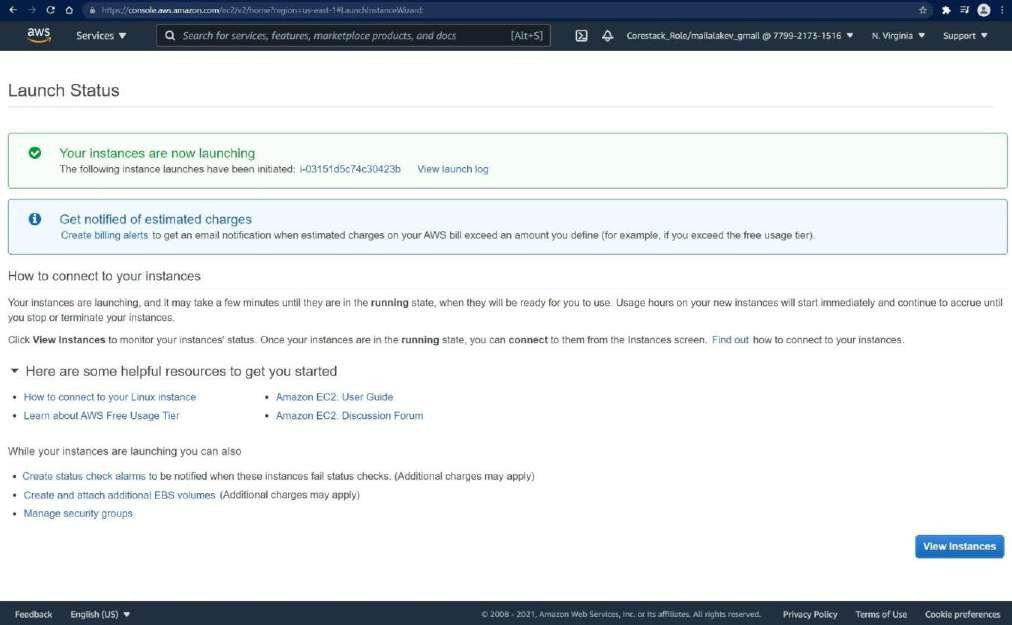 https://console.aws.amazon.com/ec2/v2/home?region=us-east-1#LaunchInstanceWizard:
aws Services Search for services, features, marketplace products, and docs [Alt+S] Corestack_Role/mailalakev_gmail @ 7799-2173-1516 N. Virginia Support
Launch Status
Your instances are now launching
The following instance launches have been initiated: i-03151d5c74c30423b View launch log
Get notified of estimated charges
Create billing alerts to get an email notification when estimated charges on your AWS bill exceed an amount you define (for example, if you exceed the free usage tier).
How to connect to your instances
Your instances are launching, and it may take a few minutes until they are in the running state, when they will be ready for you to use. Usage hours on your new instances will start immediately and continue to accrue until
you stop or terminate your instances.
Click View Instances to monitor your instances' status. Once your instances are in the running state, you can connect to them from the Instances screen. Find out how to connect to your instances.
Here are some helpful resources to get you started
• How to connect to your Linux instance • Amazon EC2: User Guide
• Learn about AWS Free Usage Tier • Amazon EC2: Discussion Forum
While your instances are launching you can also
• Create status check alarms to be notified when these instances fail status checks. (Additional charges may apply)
• Create and attach additional EBS volumes (Additional charges may apply)
• Manage security groups
View Instances
Feedback English (US) © 2008 - 2021, Amazon Web Services, Inc. or its affiliates. All rights reserved. Privacy Policy Terms of Use Cookie preferences